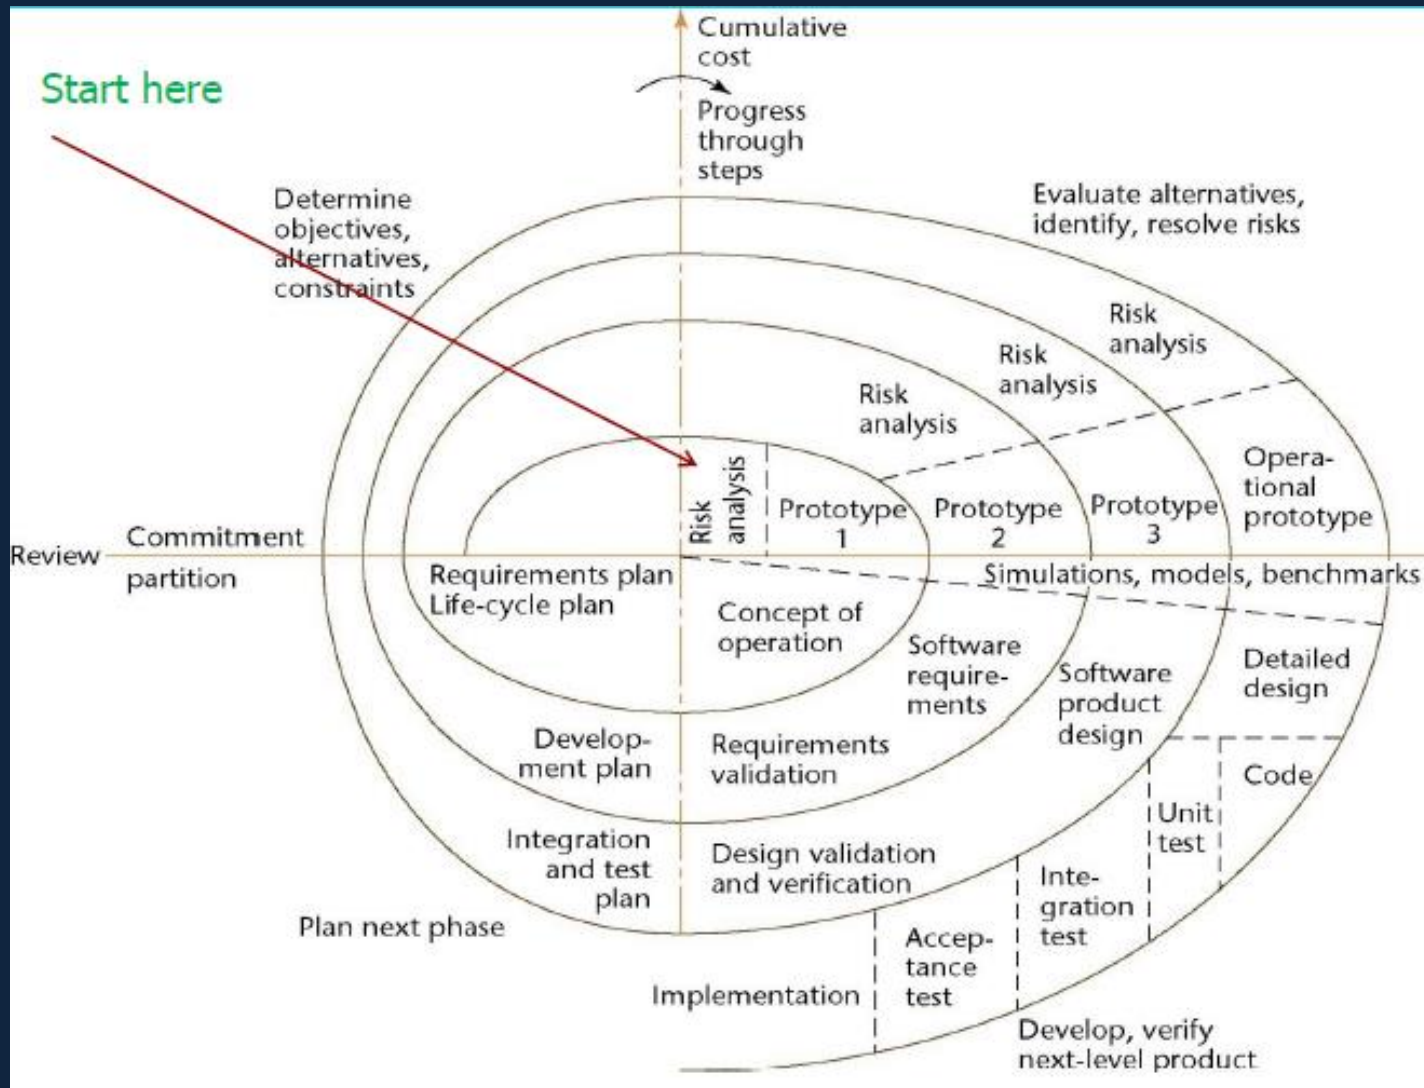 Cumulative
cost
Start here
Progress
through
steps
Determine
objectives,
alternatives,
constraints
Evaluate alternatives,
identify, resolve risks
Risk
analysis
Risk
analysis
Risk
analysis
Risk
analysis
Prototype
1
Prototype
2
Prototype
3
Opera-
tional
prototype
Review
Commitment
partition
Requirements plan
Life-cycle plan
Simulations, models, benchmarks
Concept of
operation
Software
require-
ments
Software
product
design
Detailed
design
Develop-
ment plan
Requirements
validation
Code
Unit
test
Integration
and test
plan
Design validation
and verification
Inte-
gration
test
Plan next phase
Accep-
tance
test
Implementation
Develop, verify
next-level product